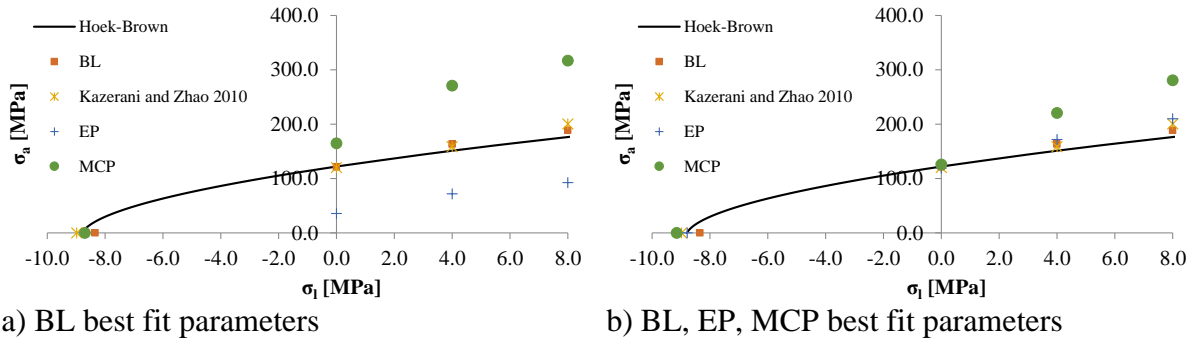 Hoek-Brown
BL
Kazerani and Zhao 2010
EP
MCP
σa [MPa]
400.0
300.0
200.0
100.0
0.0
-10.0 -8.0 -6.0 -4.0 -2.0 0.0 2.0 4.0 6.0 8.0
σl [MPa]
a) BL best fit parameters
Hoek-Brown
BL
Kazerani and Zhao 2010
EP
MCP
σa [MPa]
400.0
300.0
200.0
100.0
0.0
-10.0 -8.0 -6.0 -4.0 -2.0 0.0 2.0 4.0 6.0 8.0
σl [MPa]
b) BL, EP, MCP best fit parameters